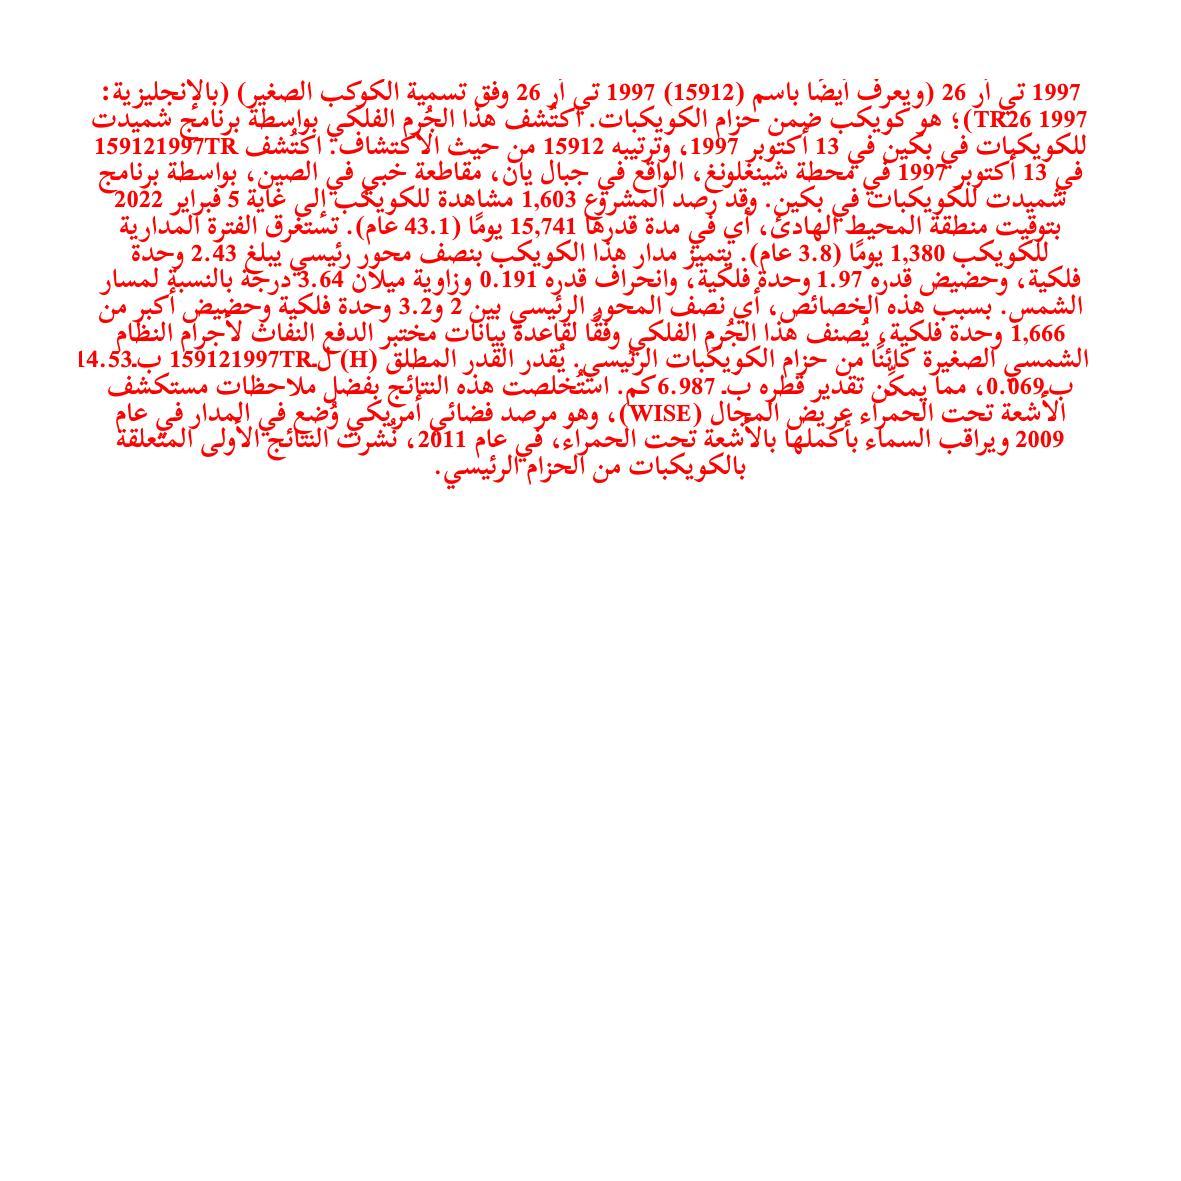 1997 تي آر 26 (ويعرف أيضًا باسم (15912) 1997 تي آر 26 وفق تسمية الكوكب الصغير) (بالإنجليزية:
1997 TR26)؛ هو كويكب ضمن حزام الكويكبات. اكتُشف هذا الجُرم الفلكي بواسطة برنامج شميدت
للكويكبات في بكين في 13 أكتوبر 1997، وترتيبه 15912 من حيث الاكتشاف. اكتُشف 159121997TR
في 13 أكتوبر 1997 في محطة شينغلونغ، الواقع في جبال يان، مقاطعة خبي في الصين، بواسطة برنامج
شميدت للكويكبات في بكين. وقد رصد المشروع 1,603 مشاهدة للكويكب إلى غاية 5 فبراير 2022
بتوقيت منطقة المحيط الهادئ، أي في مدة قدرها 15,741 يومًا (43.1 عام). تستغرق الفترة المدارية
للكويكب 1,380 يومًا (3.8 عام). يتميز مدار هذا الكويكب بنصف محور رئيسي يبلغ 2.43 وحدة
فلكية، وحضيض قدره 1.97 وحدة فلكية، وانحراف قدره 0.191 وزاوية ميلان 3.64 درجة بالنسبة لمسار
الشمس. بسبب هذه الخصائص، أي نصف المحور الرئيسي بين 2 و3.2 وحدة فلكية وحضيض أكبر من
1,666 وحدة فلكية، يُصنف هذا الجُرم الفلكي وفقًا لقاعدة بيانات مختبر الدفع النفاث لأجرام النظام
الشمسي الصغيرة كائنًا من حزام الكويكبات الرئيسي. يُقدر القدر المطلق (H) لـ159121997TR بـ14.53
بـ0.069، مما يمكِّن تقدير قطره بـ 6.987كم. استُخلصت هذه النتائج بفضل ملاحظات مستكشف
الأشعة تحت الحمراء عريض المجال (WISE)، وهو مرصد فضائي أمريكي وُضع في المدار في عام
2009 ويراقب السماء بأكملها بالأشعة تحت الحمراء، في عام 2011، نُشرت النتائج الأولى المتعلقة
بالكويكبات من الحزام الرئيسي.